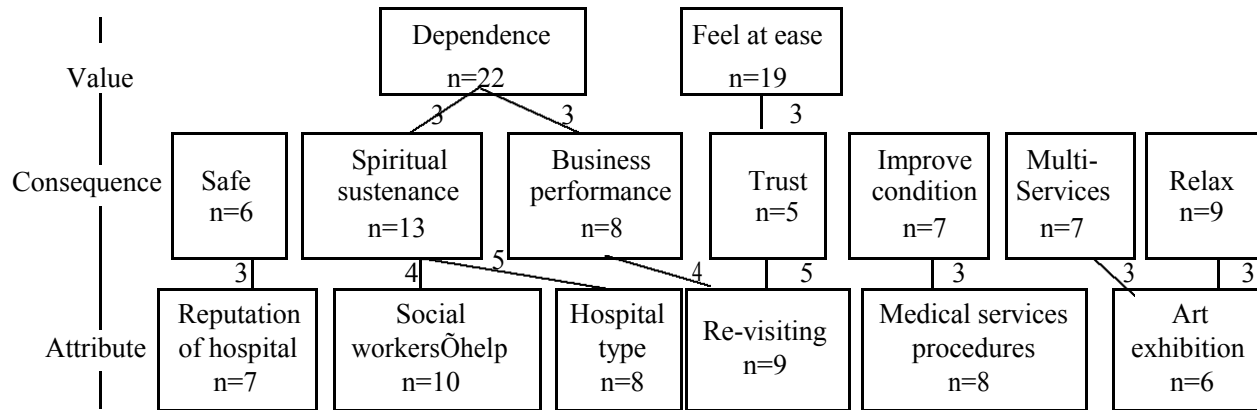 Dependence
n=22
Feel at ease
n=19
Value
3
3
3
Consequence
Safe
n=6
Spiritual
sustenance
n=13
Business
performance
n=8
Trust
n=5
Improve
condition
n=7
Multi-
Services
n=7
Relax
n=9
3
4
5
4
5
3
3
3
Attribute
Reputation
of hospital
n=7
Social
workersÕhelp
n=10
Hospital
type
n=8
Re-visiting
n=9
Medical services
procedures
n=8
Art
exhibition
n=6